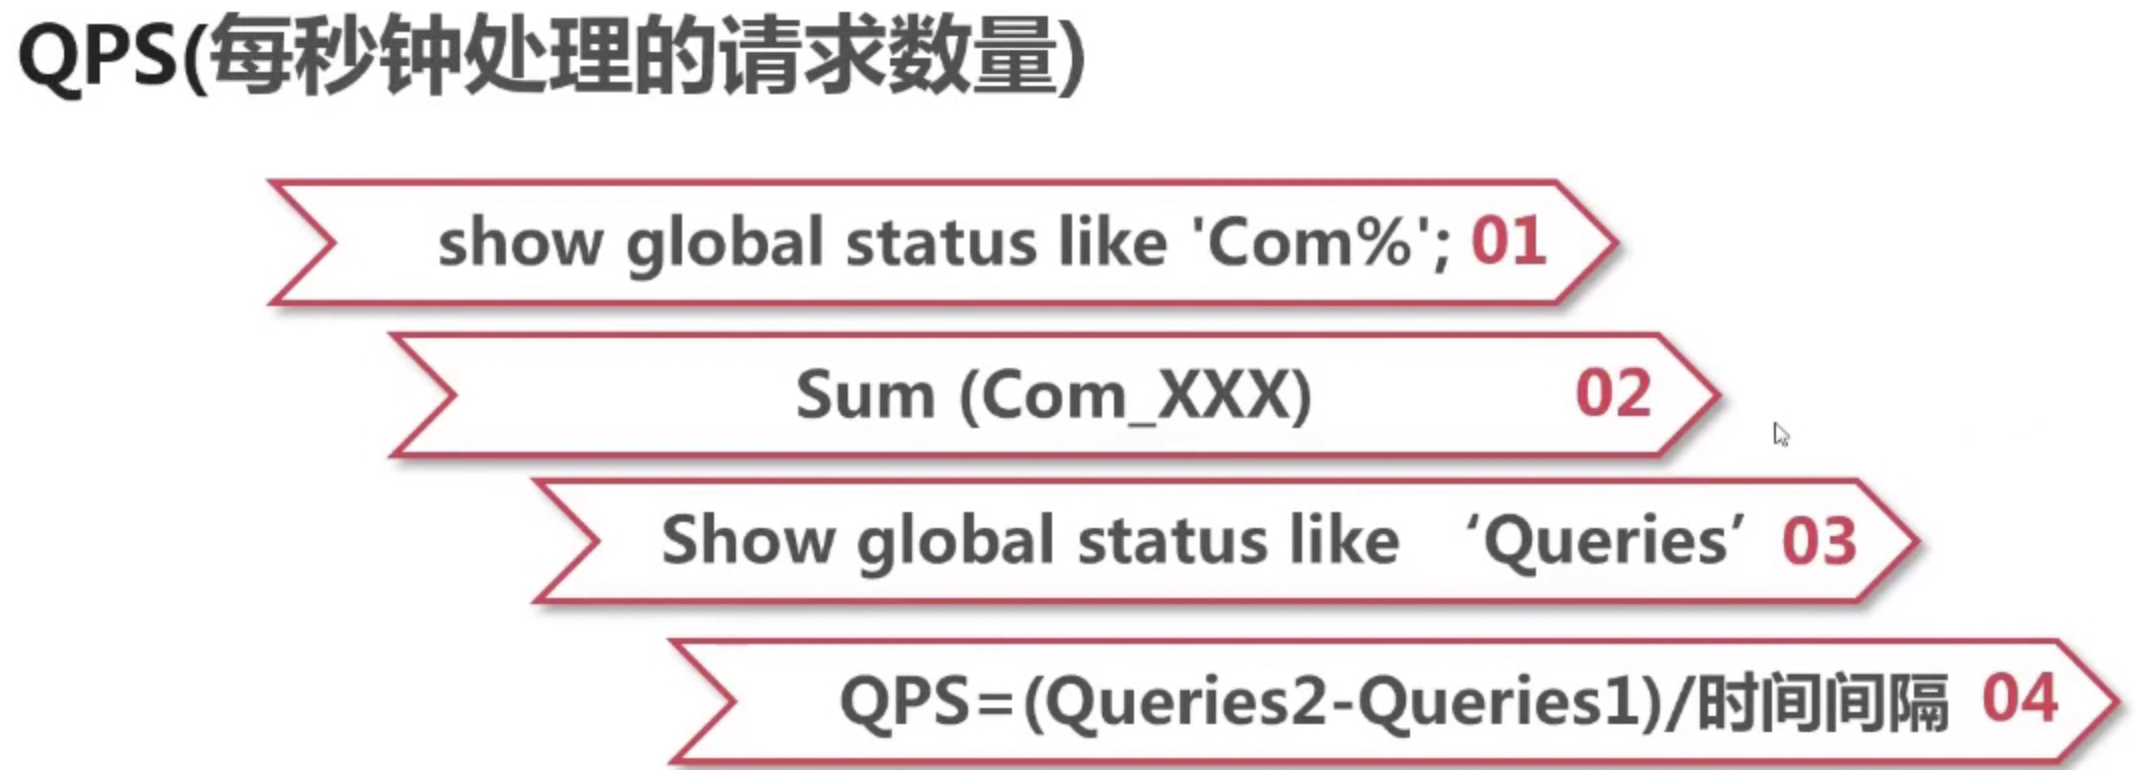 QPS(每秒钟处理的请求数量)
show global status like 'Com%'; 01
Sum (Com_XXX) 02
Show global status like ‘Queries’ 03
QPS=(Queries2-Queries1)/时间间隔 04